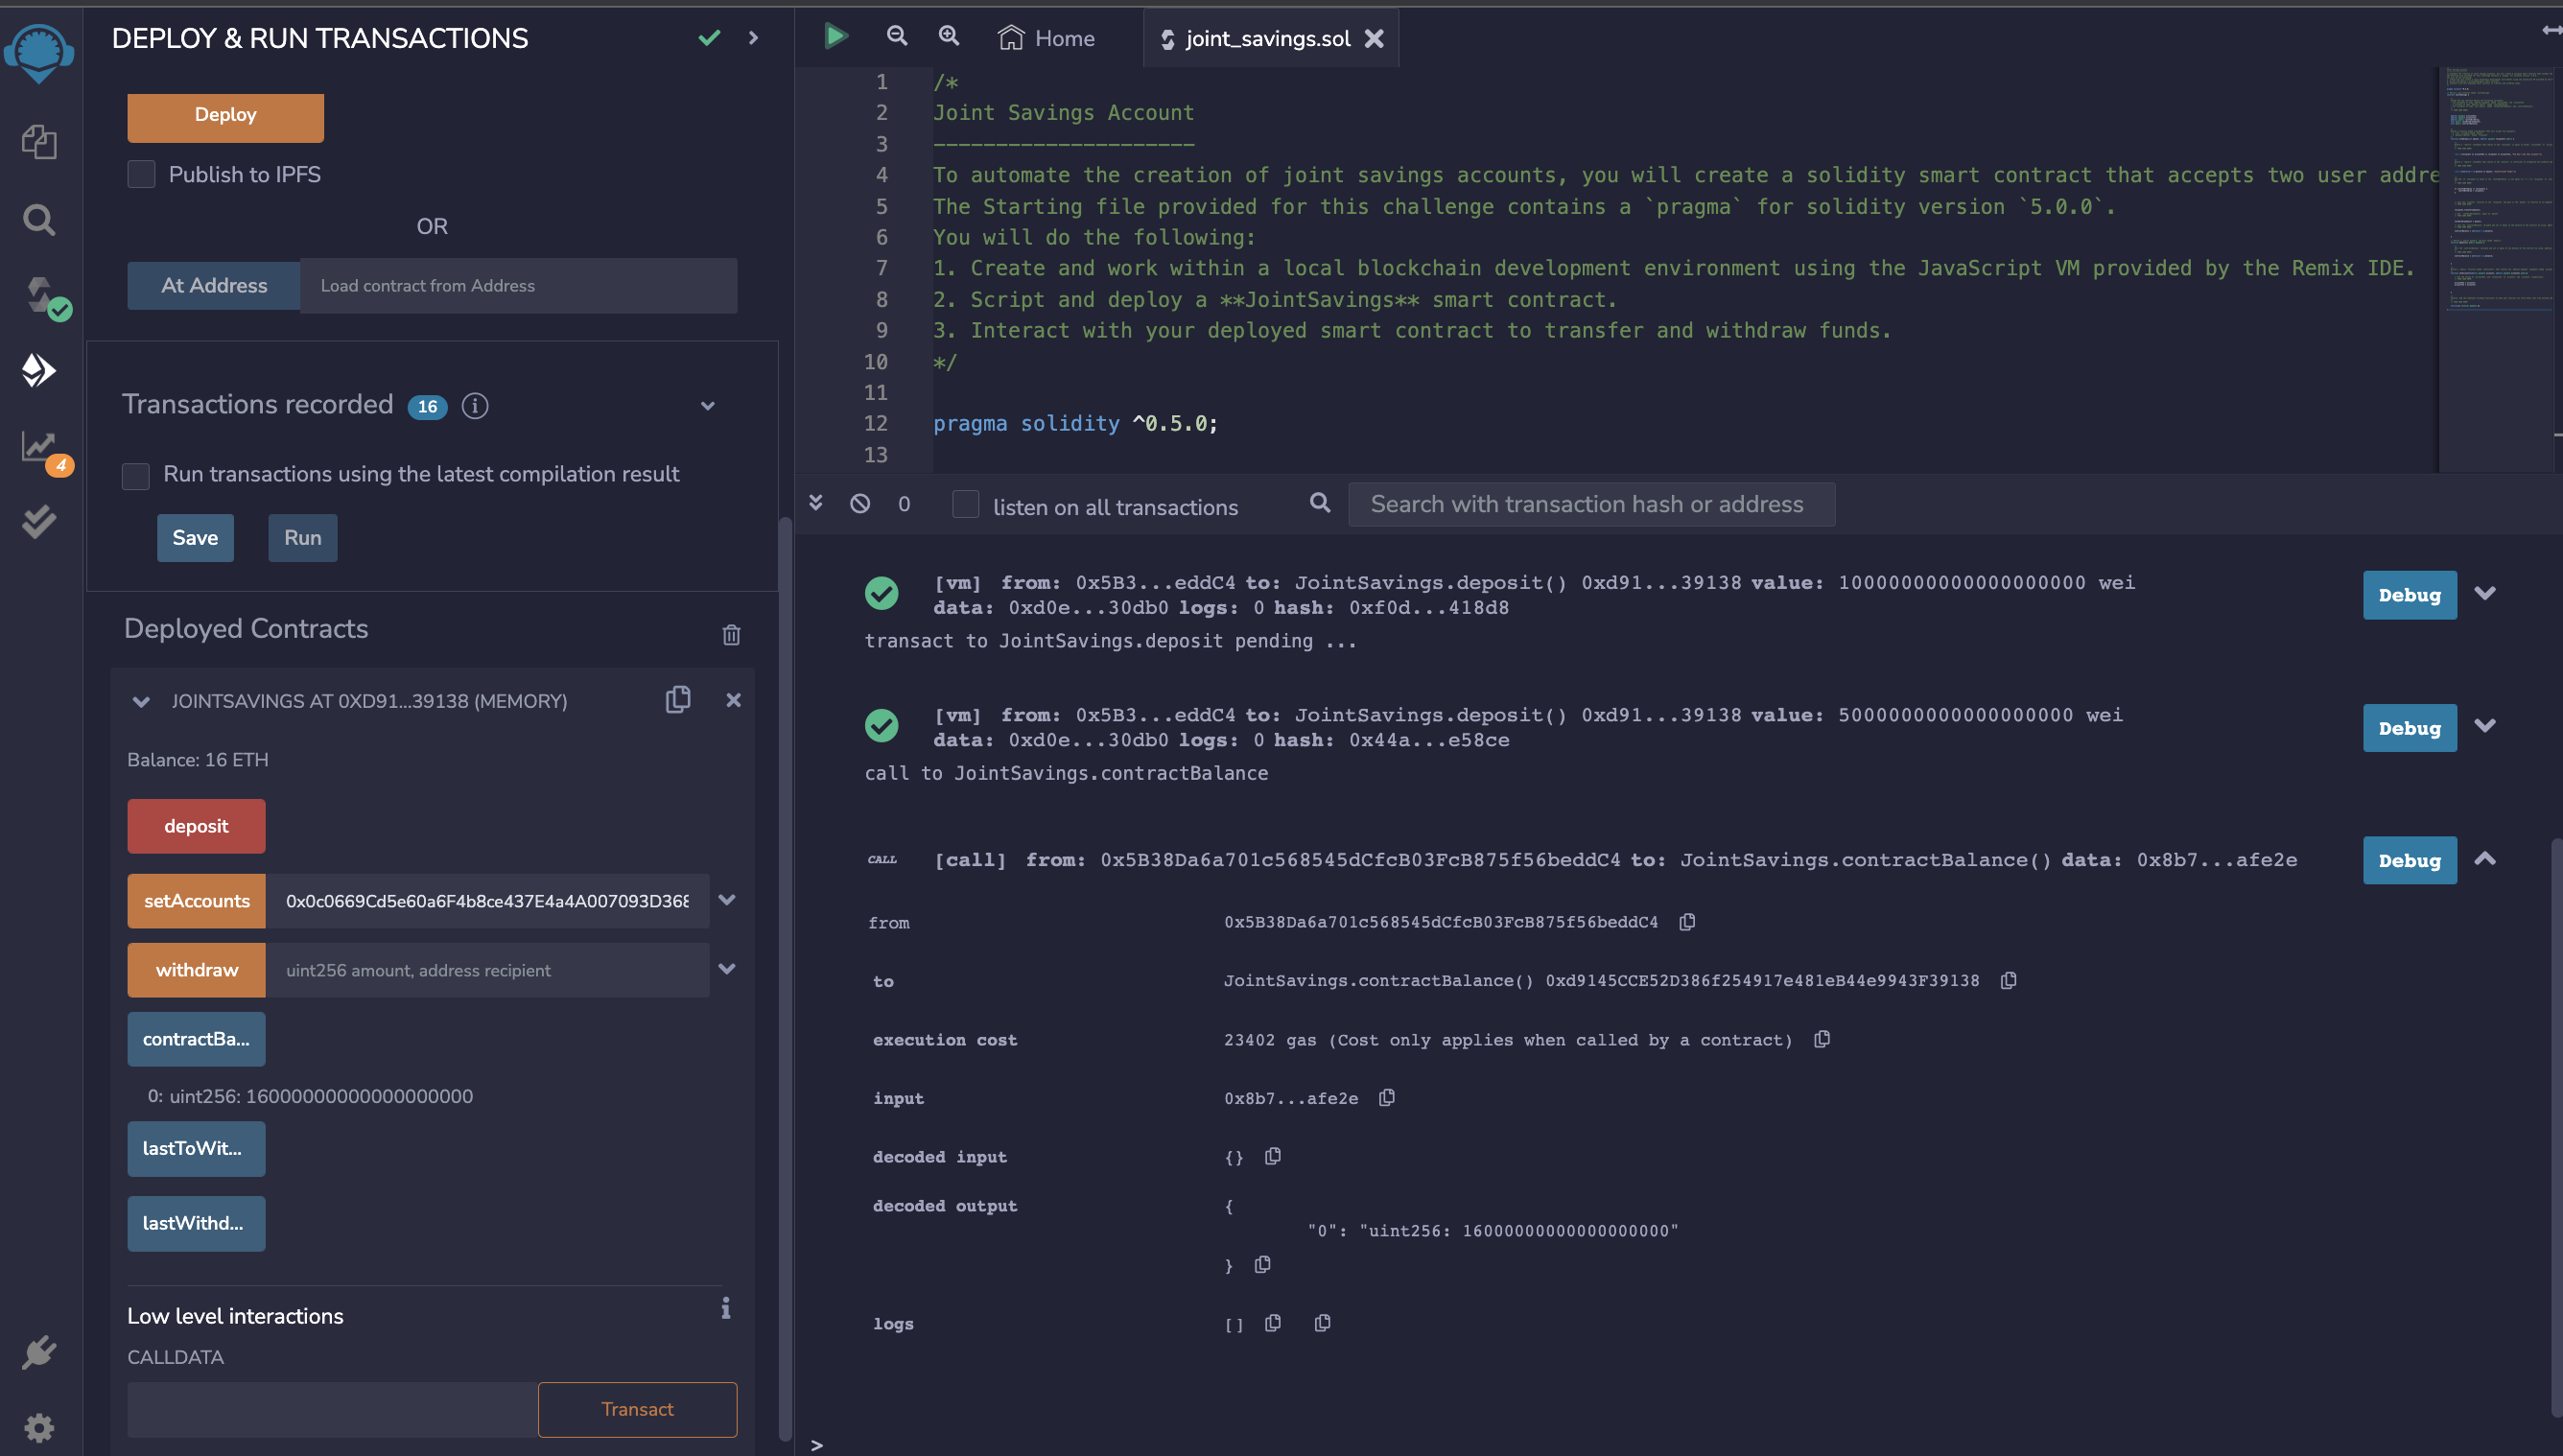 DEPLOY & RUN TRANSACTIONS
Deploy
Publish to IPFS
OR
At Address
Load contract from Address
Transactions recorded 16
Run transactions using the latest compilation result
Save
Run
Deployed Contracts
JOINTSAVINGS AT 0XD91...39138 (MEMORY)
Balance: 16 ETH
deposit
setAccounts
0x0c0669Cd5e60a6F4b8ce437E4a4A007093D368
withdraw
uint256 amount, address recipient
contractBa...
0: uint256: 16000000000000000000
lastToWit...
lastWithd...
Low level interactions
CALLDATA
Transact
4
Home
joint_savings.sol
1 /*
2 Joint Savings Account
3 ---------------------
4 To automate the creation of joint savings accounts, you will create a solidity smart contract that accepts two user addre
5 The Starting file provided for this challenge contains a `pragma` for solidity version `5.0.0`.
6 You will do the following:
7 1. Create and work within a local blockchain development environment using the JavaScript VM provided by the Remix IDE.
8 2. Script and deploy a **JointSavings** smart contract.
9 3. Interact with your deployed smart contract to transfer and withdraw funds.
10 */
11
12 pragma solidity ^0.5.0;
13
0
listen on all transactions
Search with transaction hash or address
[vm] from: 0x5B3...eddC4 to: JointSavings.deposit() 0xd91...39138 value: 10000000000000000000 wei
data: 0xd0e...30db0 logs: 0 hash: 0xf0d...418d8
Debug
transact to JointSavings.deposit pending ...
[vm] from: 0x5B3...eddC4 to: JointSavings.deposit() 0xd91...39138 value: 5000000000000000000 wei
data: 0xd0e...30db0 logs: 0 hash: 0x44a...e58ce
Debug
call to JointSavings.contractBalance
CALL [call] from: 0x5B38Da6a701c568545dCfcB03FcB875f56beddC4 to: JointSavings.contractBalance() data: 0x8b7...afe2e
Debug
from 0x5B38Da6a701c568545dCfcB03FcB875f56beddC4
to JointSavings.contractBalance() 0xd9145CCE52D386f254917e481eB44e9943F39138
execution cost 23402 gas (Cost only applies when called by a contract)
input 0x8b7...afe2e
decoded input {}
decoded output {
"0": "uint256: 16000000000000000000"
}
logs []
>